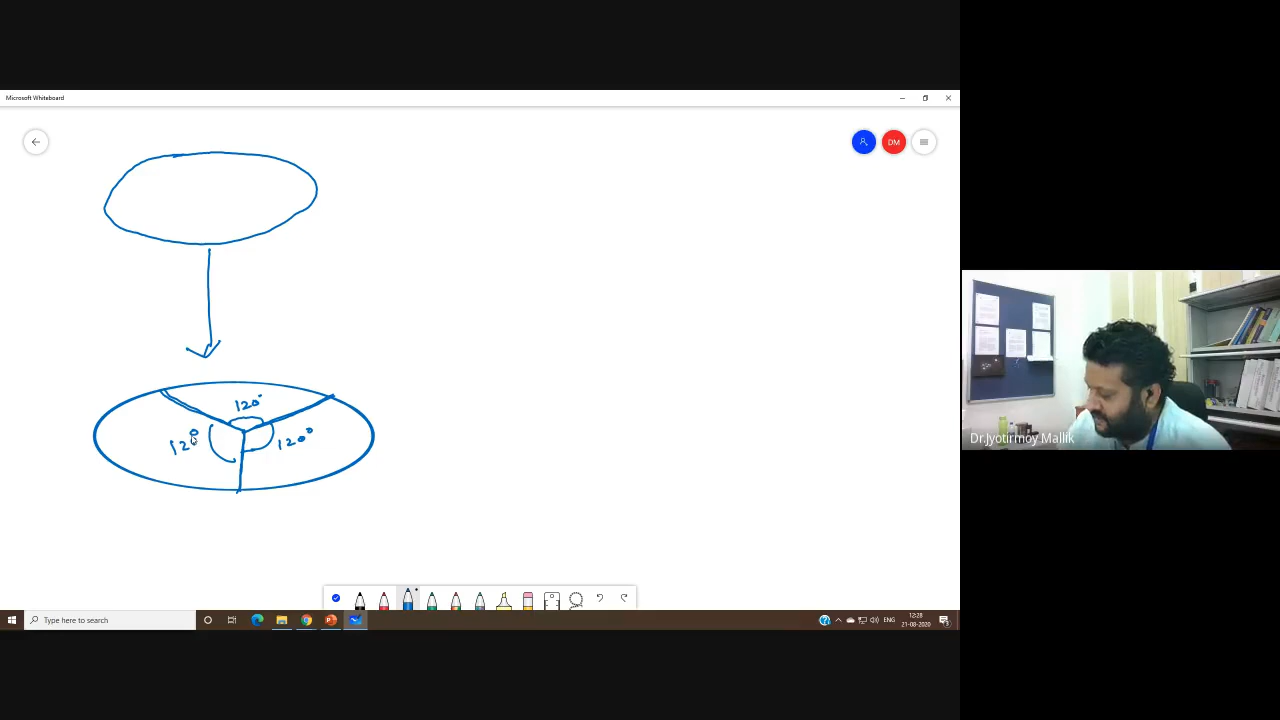 Microsoft Whiteboard
DM
120°
120°
120°
Dr.Jyotirmoy Mallik
Type here to search
ENG
12:28
21-08-2020